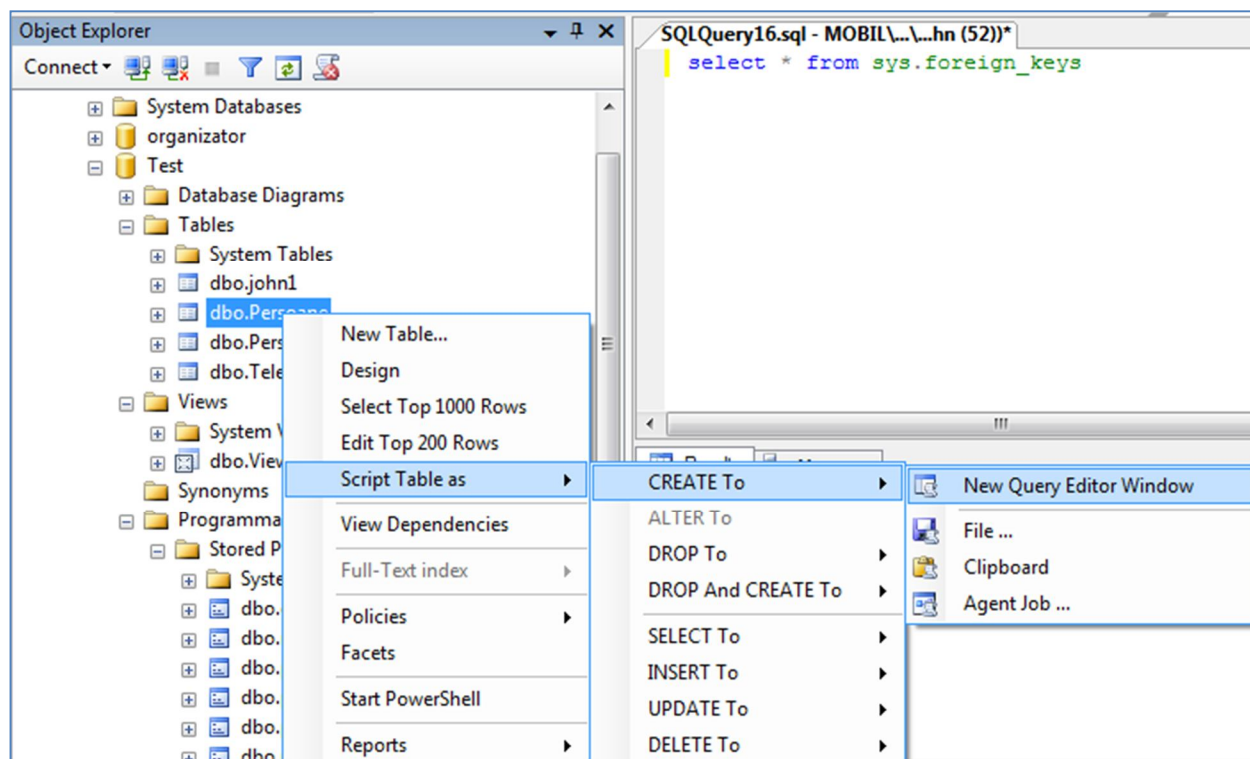 Object Explorer
Connect
System Databases
organizator
Test
Database Diagrams
Tables
System Tables
dbo.john1
dbo.Persoane
dbo.Pers
dbo.Tele
Views
System V
dbo.View
Synonyms
Programma
Stored P
Syste
dbo.
dbo.
dbo.
dbo.
dbo.
dbo
New Table...
Design
Select Top 1000 Rows
Edit Top 200 Rows
Script Table as
View Dependencies
Full-Text index
Policies
Facets
Start PowerShell
Reports
CREATE To
ALTER To
DROP To
DROP And CREATE To
SELECT To
INSERT To
UPDATE To
DELETE To
New Query Editor Window
File ...
Clipboard
Agent Job ...
SQLQuery16.sql - MOBIL\...\...hn (52))*
select * from sys.foreign_keys